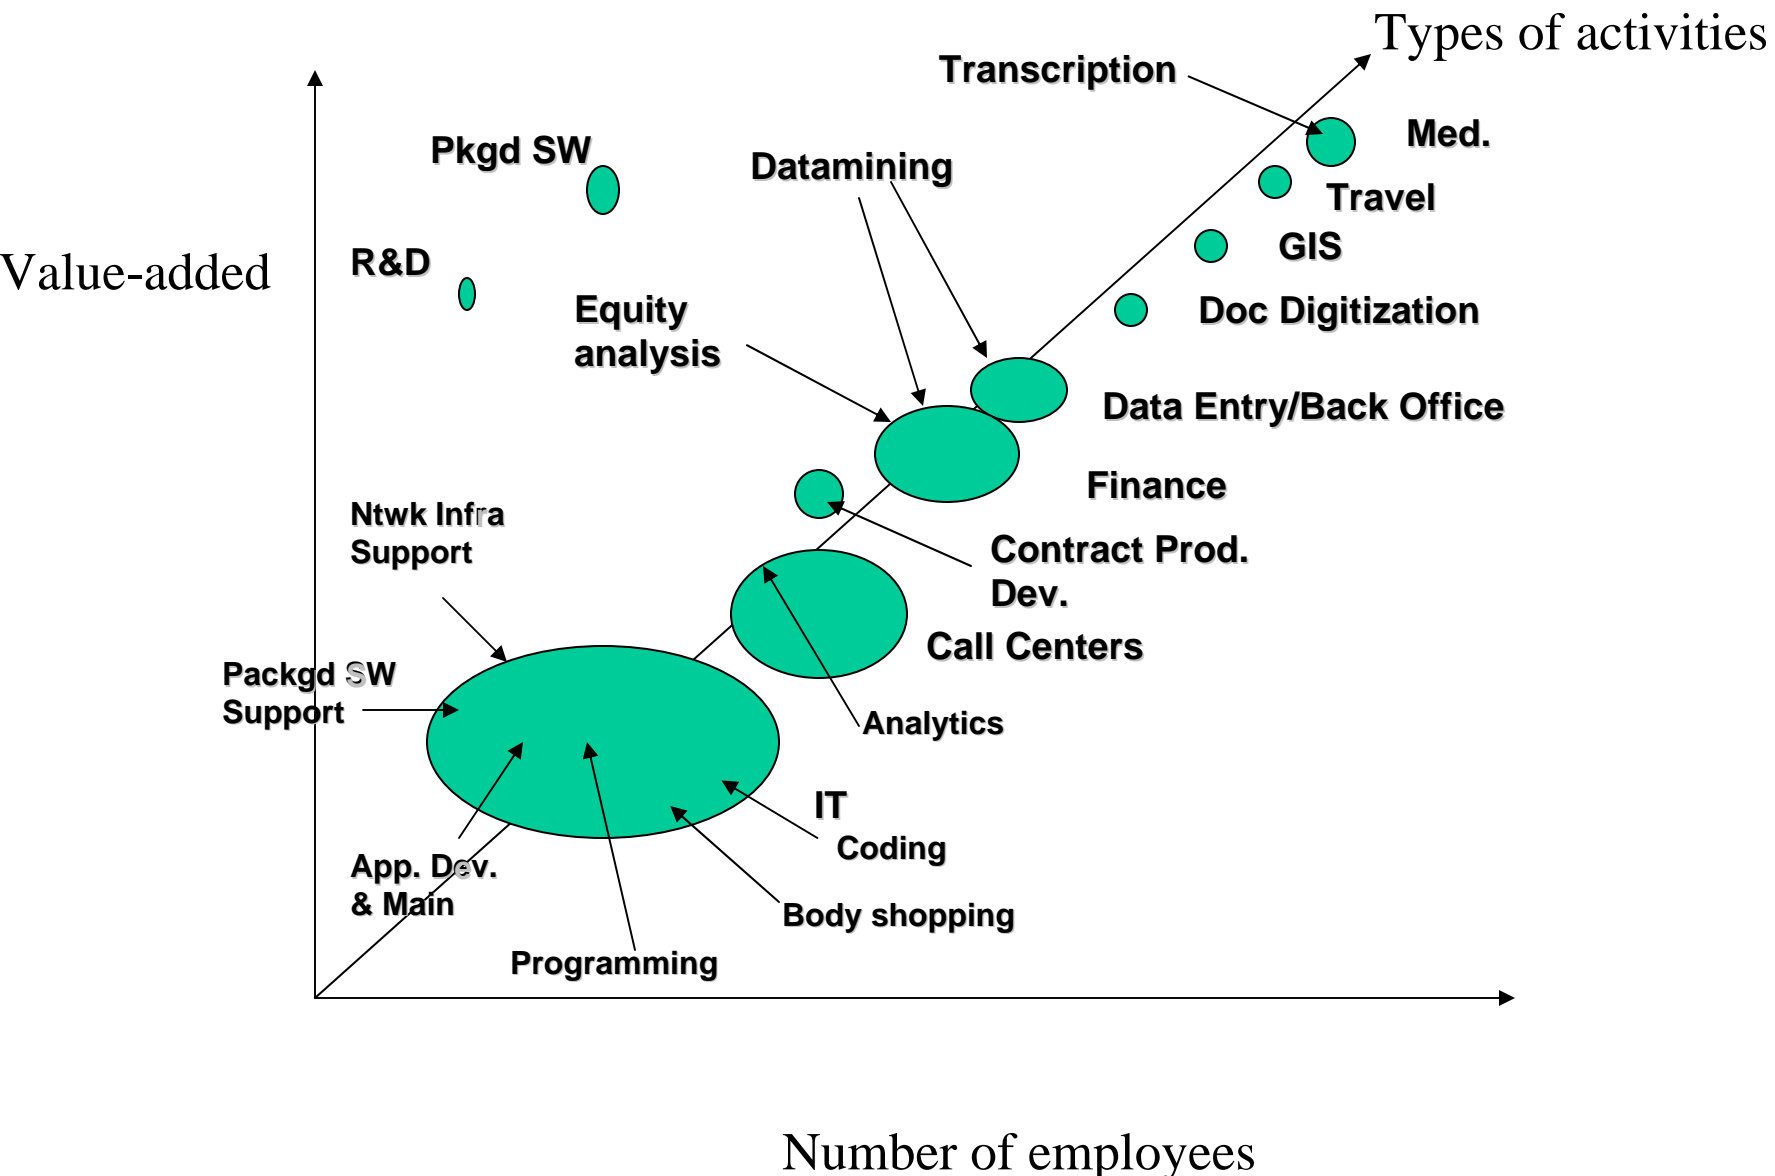 Types of activities
Transcription
Med.
Pkgd SW
Datamining
Travel
GIS
R&D
Value-added
Equity
analysis
Doc Digitization
Data Entry/Back Office
Finance
Ntwk Infra
Support
Contract Prod.
Dev.
Call Centers
Packgd SW
Support
Analytics
IT
Coding
App. Dev.
& Main
Body shopping
Programming
Number of employees